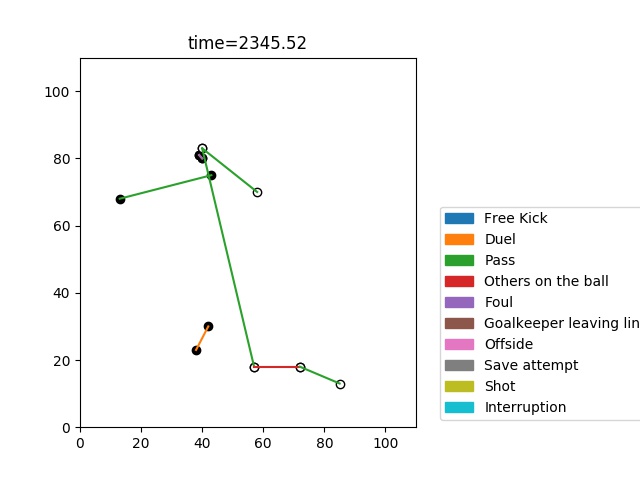 time=2345.52
100
80
60
40
20
0
0 20 40 60 80 100
Free Kick
Duel
Pass
Others on the ball
Foul
Goalkeeper leaving lin
Offside
Save attempt
Shot
Interruption